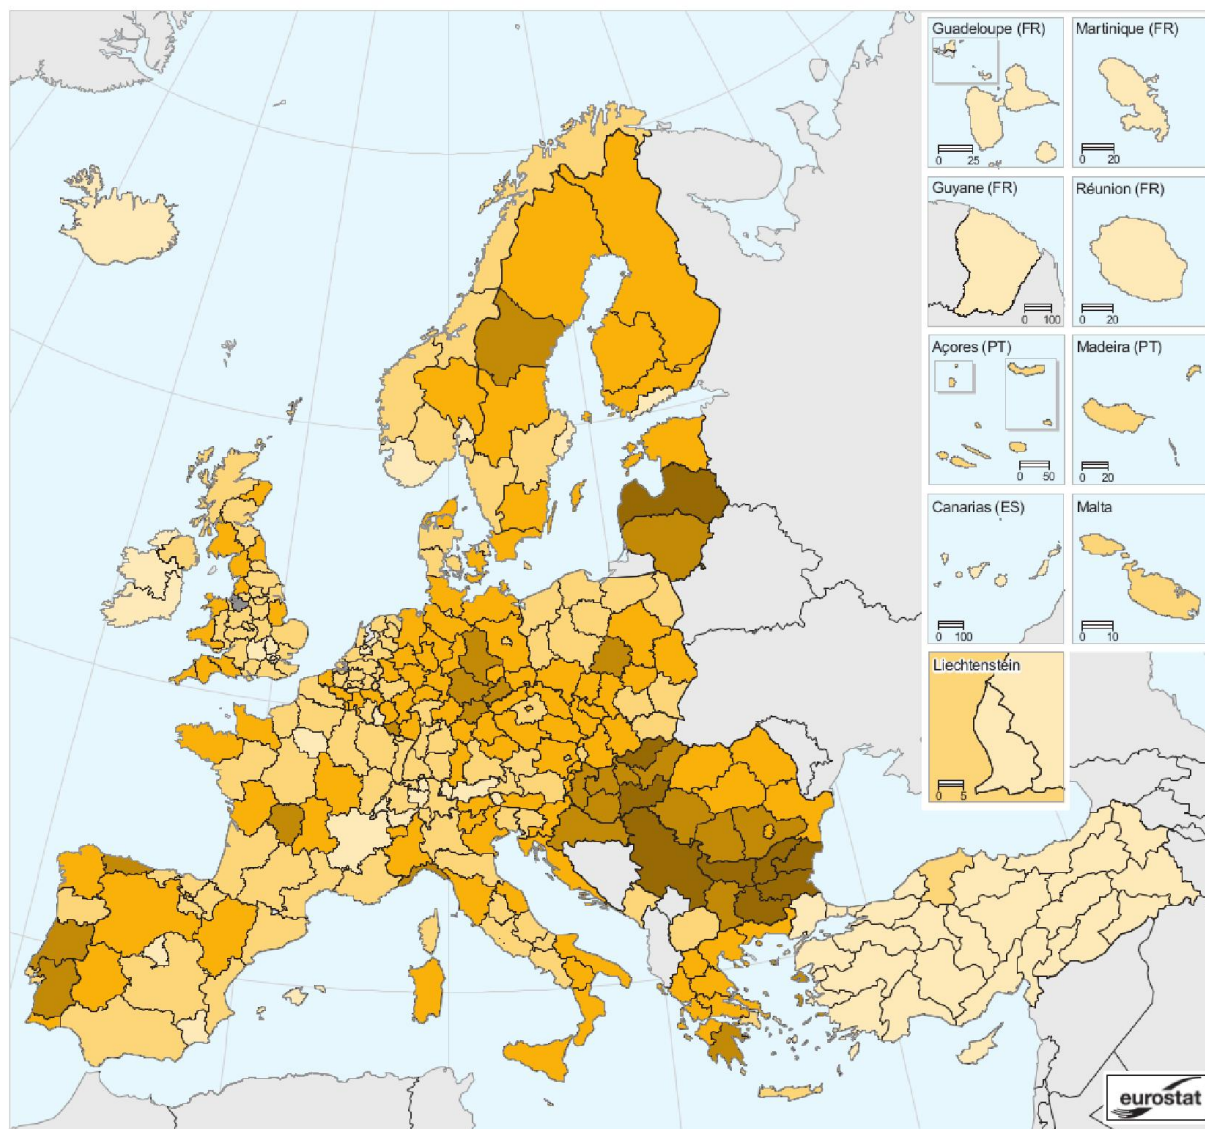 Guadeloupe (FR)
0 25
Martinique (FR)
0 20
Guyane (FR)
0 100
Réunion (FR)
0 20
Açores (PT)
0 50
Madeira (PT)
0 20
Canarias (ES)
0 100
Malta
0 10
Liechtenstein
0 5
eurostat